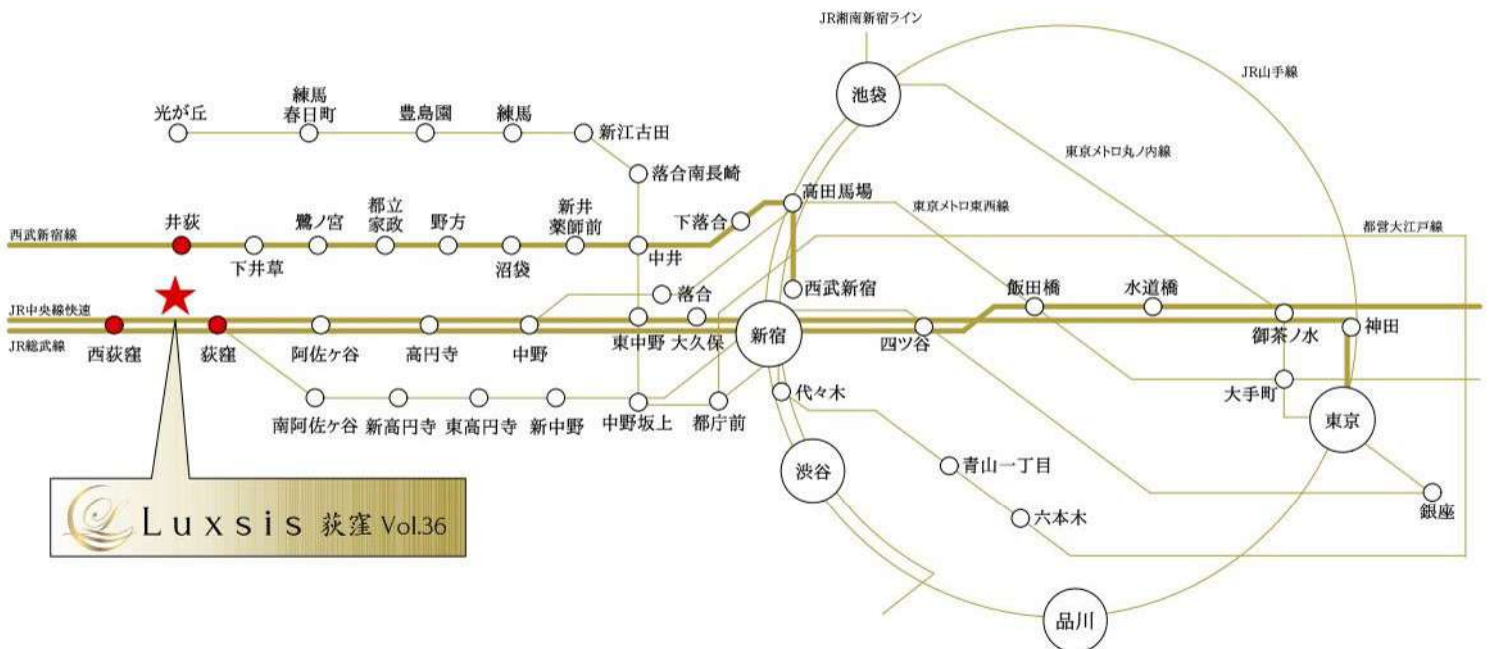 JR湘南新宿ライン
JR山手線
池袋
光が丘
練馬
春日町
豊島園
練馬
新江古田
東京メトロ丸ノ内線
落合南長崎
高田馬場
東京メトロ東西線
都営大江戸線
西武新宿線
井荻
下井草
鷺ノ宮
都立
家政
野方
沼袋
新井
薬師前
中井
下落合
西武新宿
飯田橋
水道橋
落合
JR中央線快速
JR総武線
西荻窪
荻窪
阿佐ヶ谷
高円寺
中野
東中野
大久保
新宿
四ツ谷
御茶ノ水
神田
代々木
大手町
東京
南阿佐ヶ谷
新高円寺
東高円寺
新中野
中野坂上
都庁前
渋谷
青山一丁目
六本木
銀座
品川
Luxsis 荻窪 Vol.36